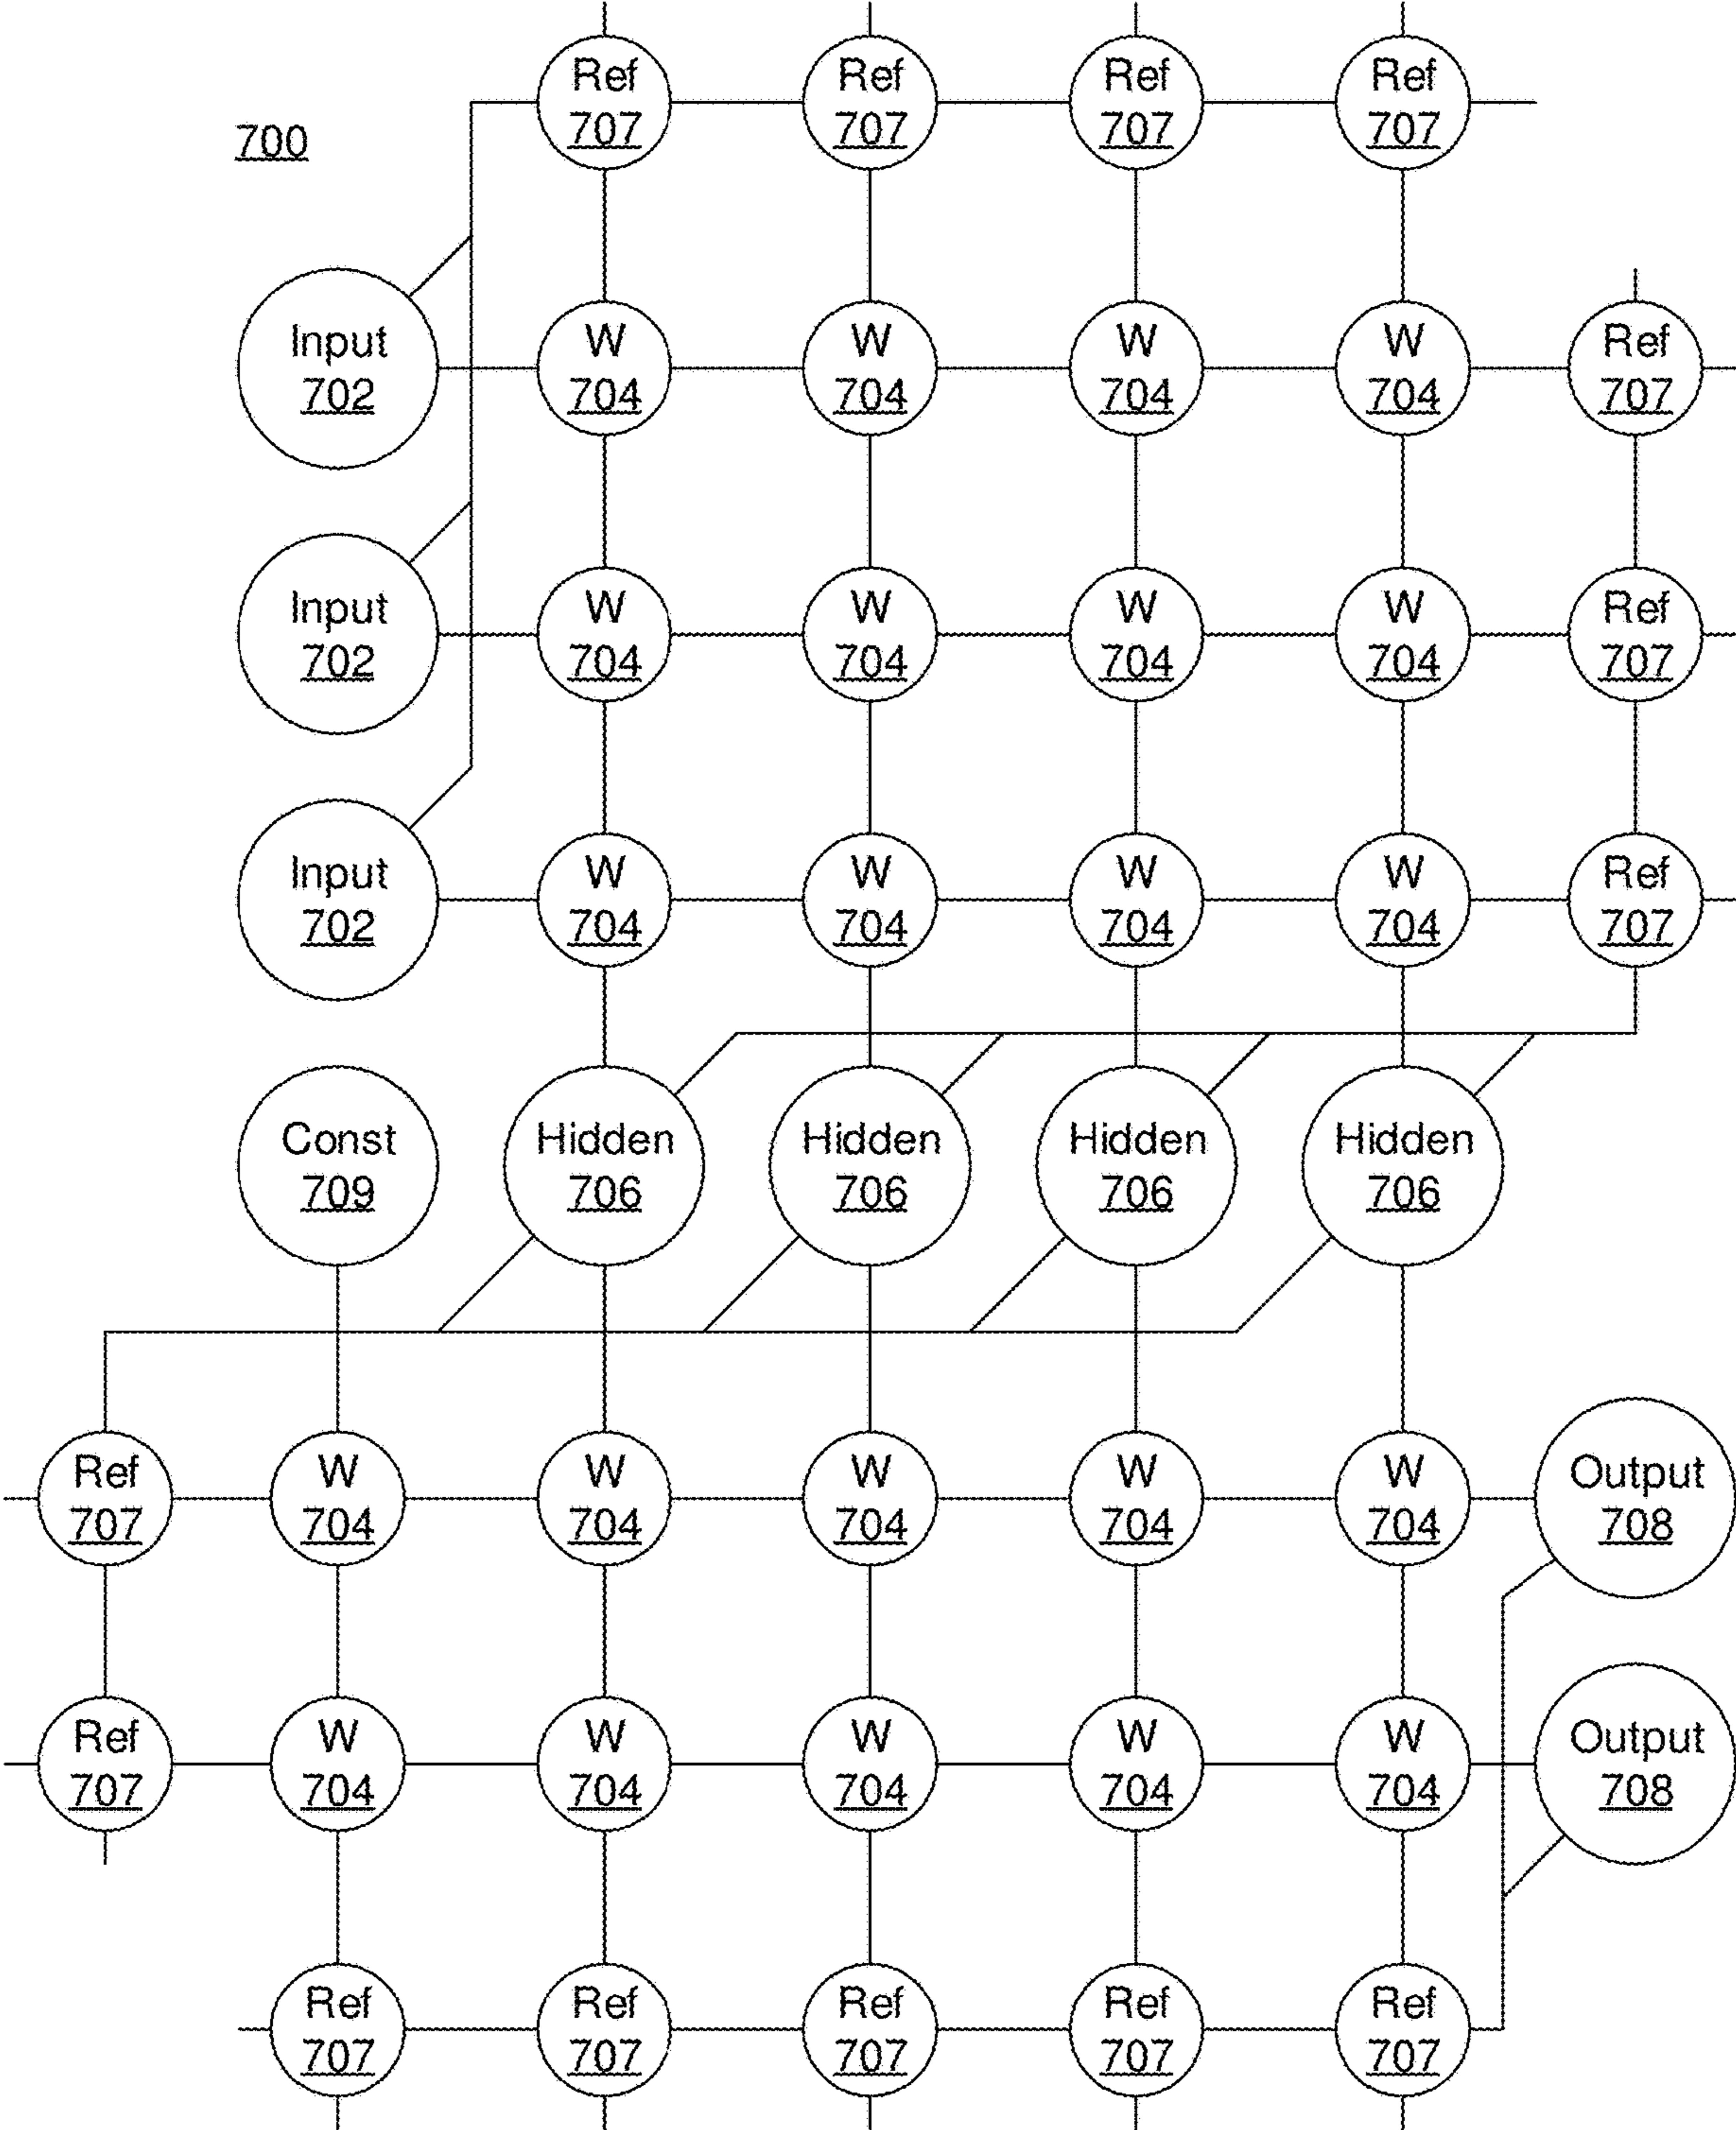 Ref Ref Ref Ref
707 707 707 707
700
Input W W W W Ref
702 704 704 704 704 707
Input W W W W Ref
702 704 704 704 704 707
Input W W W W Ref
702 704 704 704 704 707
Const Hidden Hidden Hidden Hidden
709 706 706 706 706
Ref W W W W W Output
707 704 704 704 704 704 708
Ref W W W W W Output
707 704 704 704 704 704 708
Ref Ref Ref Ref Ref
707 707 707 707 707